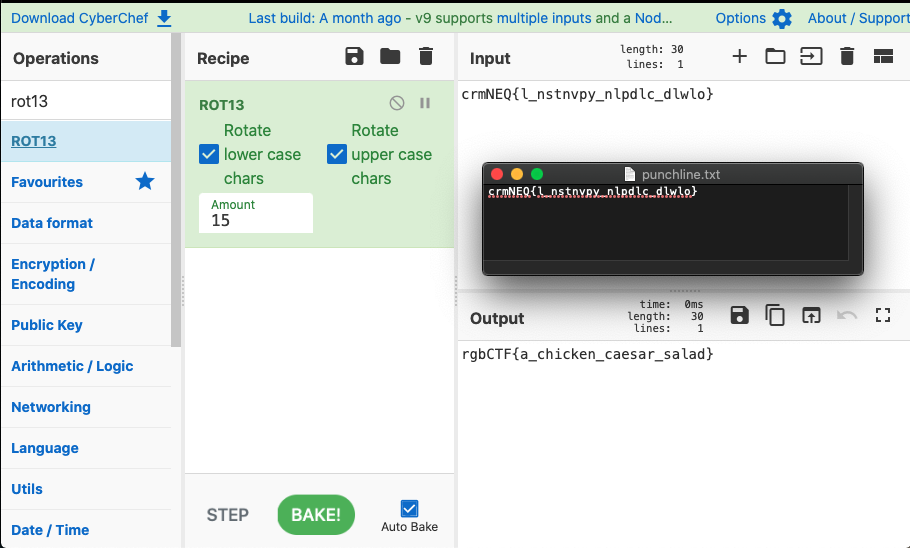 Download CyberChef
Last build: A month ago - v9 supports multiple inputs and a Nod...
Options
About / Support
Operations
rot13
ROT13
Favourites
Data format
Encryption /
Encoding
Public Key
Arithmetic / Logic
Networking
Language
Utils
Date / Time
Recipe
ROT13
Rotate
lower case
chars
Rotate
upper case
chars
Amount
15
STEP
BAKE!
Auto Bake
Input
length: 30
lines: 1
crmNEQ{l_nstnvpy_nlpdlc_dlwlo}
punchline.txt
crmNEQ{l_nstnvpy_nlpdlc_dlwlo}
Output
time: 0ms
length: 30
lines: 1
rgbCTF{a_chicken_caesar_salad}